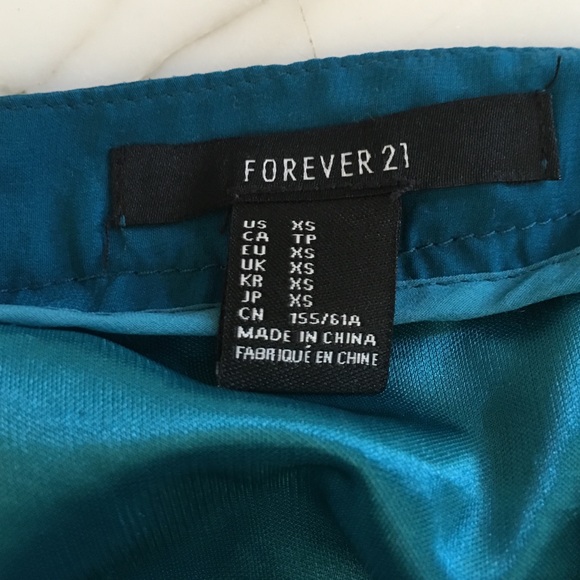 FOREVER 21
US XS
CA TP
EU XS
UK XS
KR XS
JP XS
CN 155/61A
MADE IN CHINA
FABRIQUÉ EN CHINE